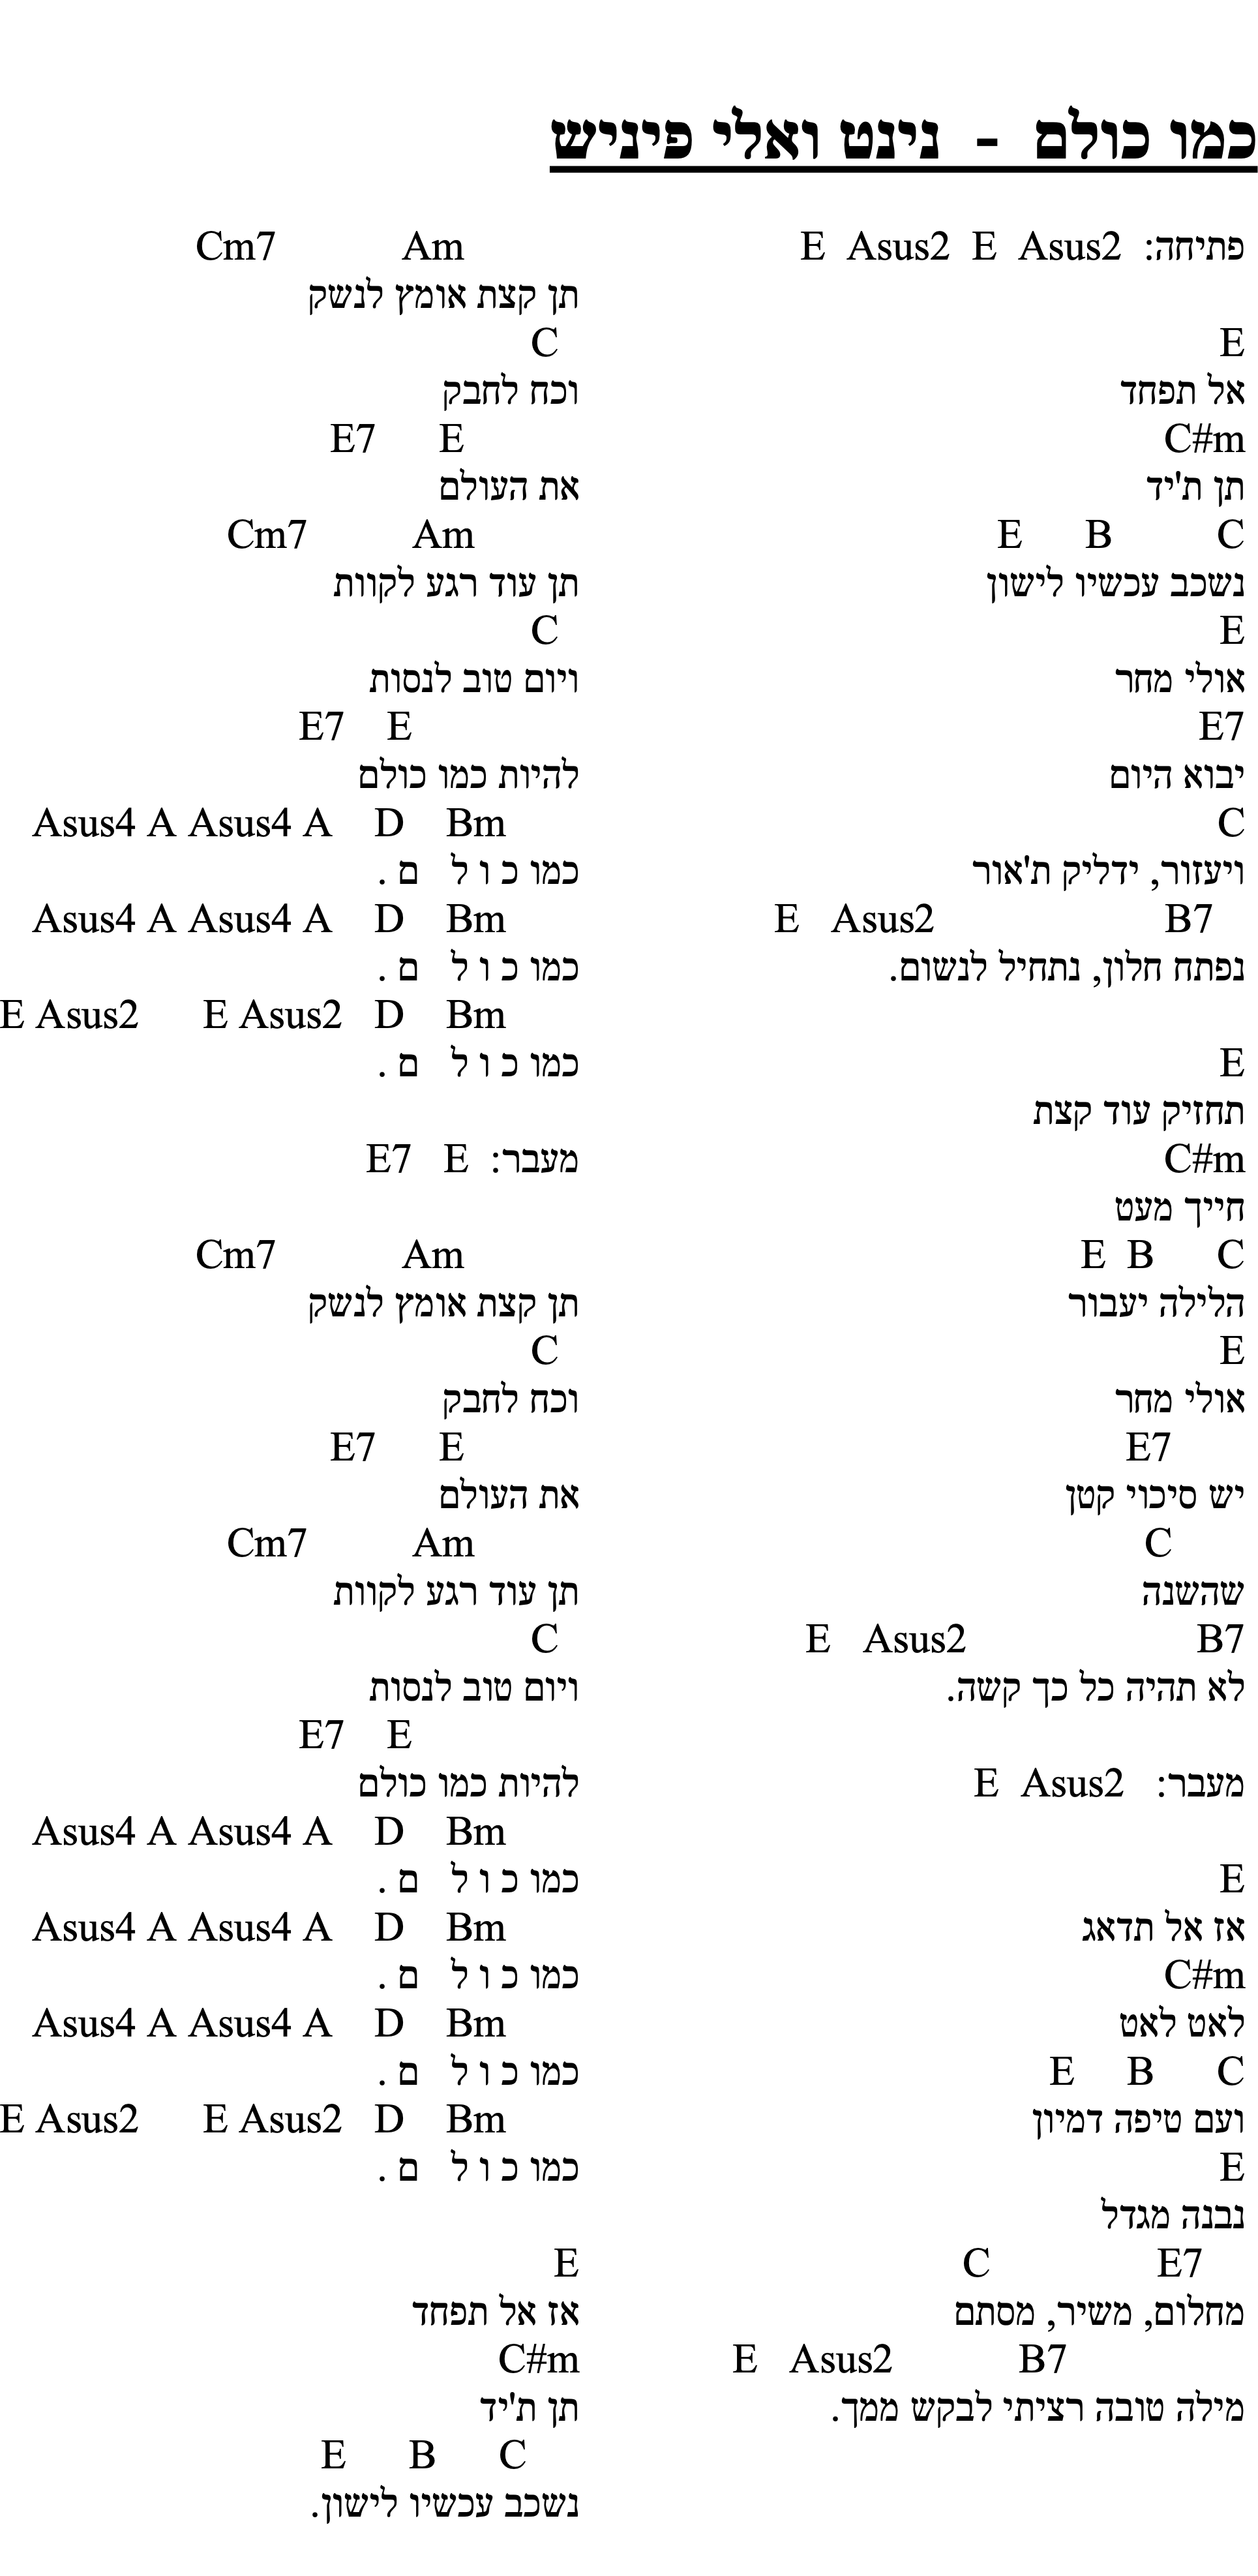 כמו כולם - נינט ואלי פיניש
פתיחה: E Asus2 E Asus2
E
אל תפחד
C#m
תן ת'יד
E B C
נשכב עכשיו לישון
E
אולי מחר
E7
יבוא היום
C
ויעזור, ידליק ת'אור
E Asus2 B7
נפתח חלון, נתחיל לנשום.
E
תחזיק עוד קצת
C#m
חייך מעט
E B C
הלילה יעבור
E
אולי מחר
E7
יש סיכוי קטן
C
שהשנה
E Asus2 B7
לא תהיה כל כך קשה.
מעבר: E Asus2
E
אז אל תדאג
C#m
לאט לאט
E B C
ועם טיפה דמיון
E
נבנה מגדל
C E7
מחלום, משיר, מסתם
E Asus2 B7
מילה טובה רציתי לבקש ממך.
Cm7 Am
תן קצת אומץ לנשק
C
וכח לחבק
E7 E
את העולם
Cm7 Am
תן עוד רגע לקוות
C
ויום טוב לנסות
E7 E
להיות כמו כולם
Asus4 A Asus4 A D Bm
כמו כ ו ל ם .
Asus4 A Asus4 A D Bm
כמו כ ו ל ם .
E Asus2 E Asus2 D Bm
כמו כ ו ל ם .
מעבר: E7 E
Cm7 Am
תן קצת אומץ לנשק
C
וכח לחבק
E7 E
את העולם
Cm7 Am
תן עוד רגע לקוות
C
ויום טוב לנסות
E7 E
להיות כמו כולם
Asus4 A Asus4 A D Bm
כמו כ ו ל ם .
Asus4 A Asus4 A D Bm
כמו כ ו ל ם .
Asus4 A Asus4 A D Bm
כמו כ ו ל ם .
E Asus2 E Asus2 D Bm
כמו כ ו ל ם .
E
אז אל תפחד
C#m
תן ת'יד
E B C
נשכב עכשיו לישון.